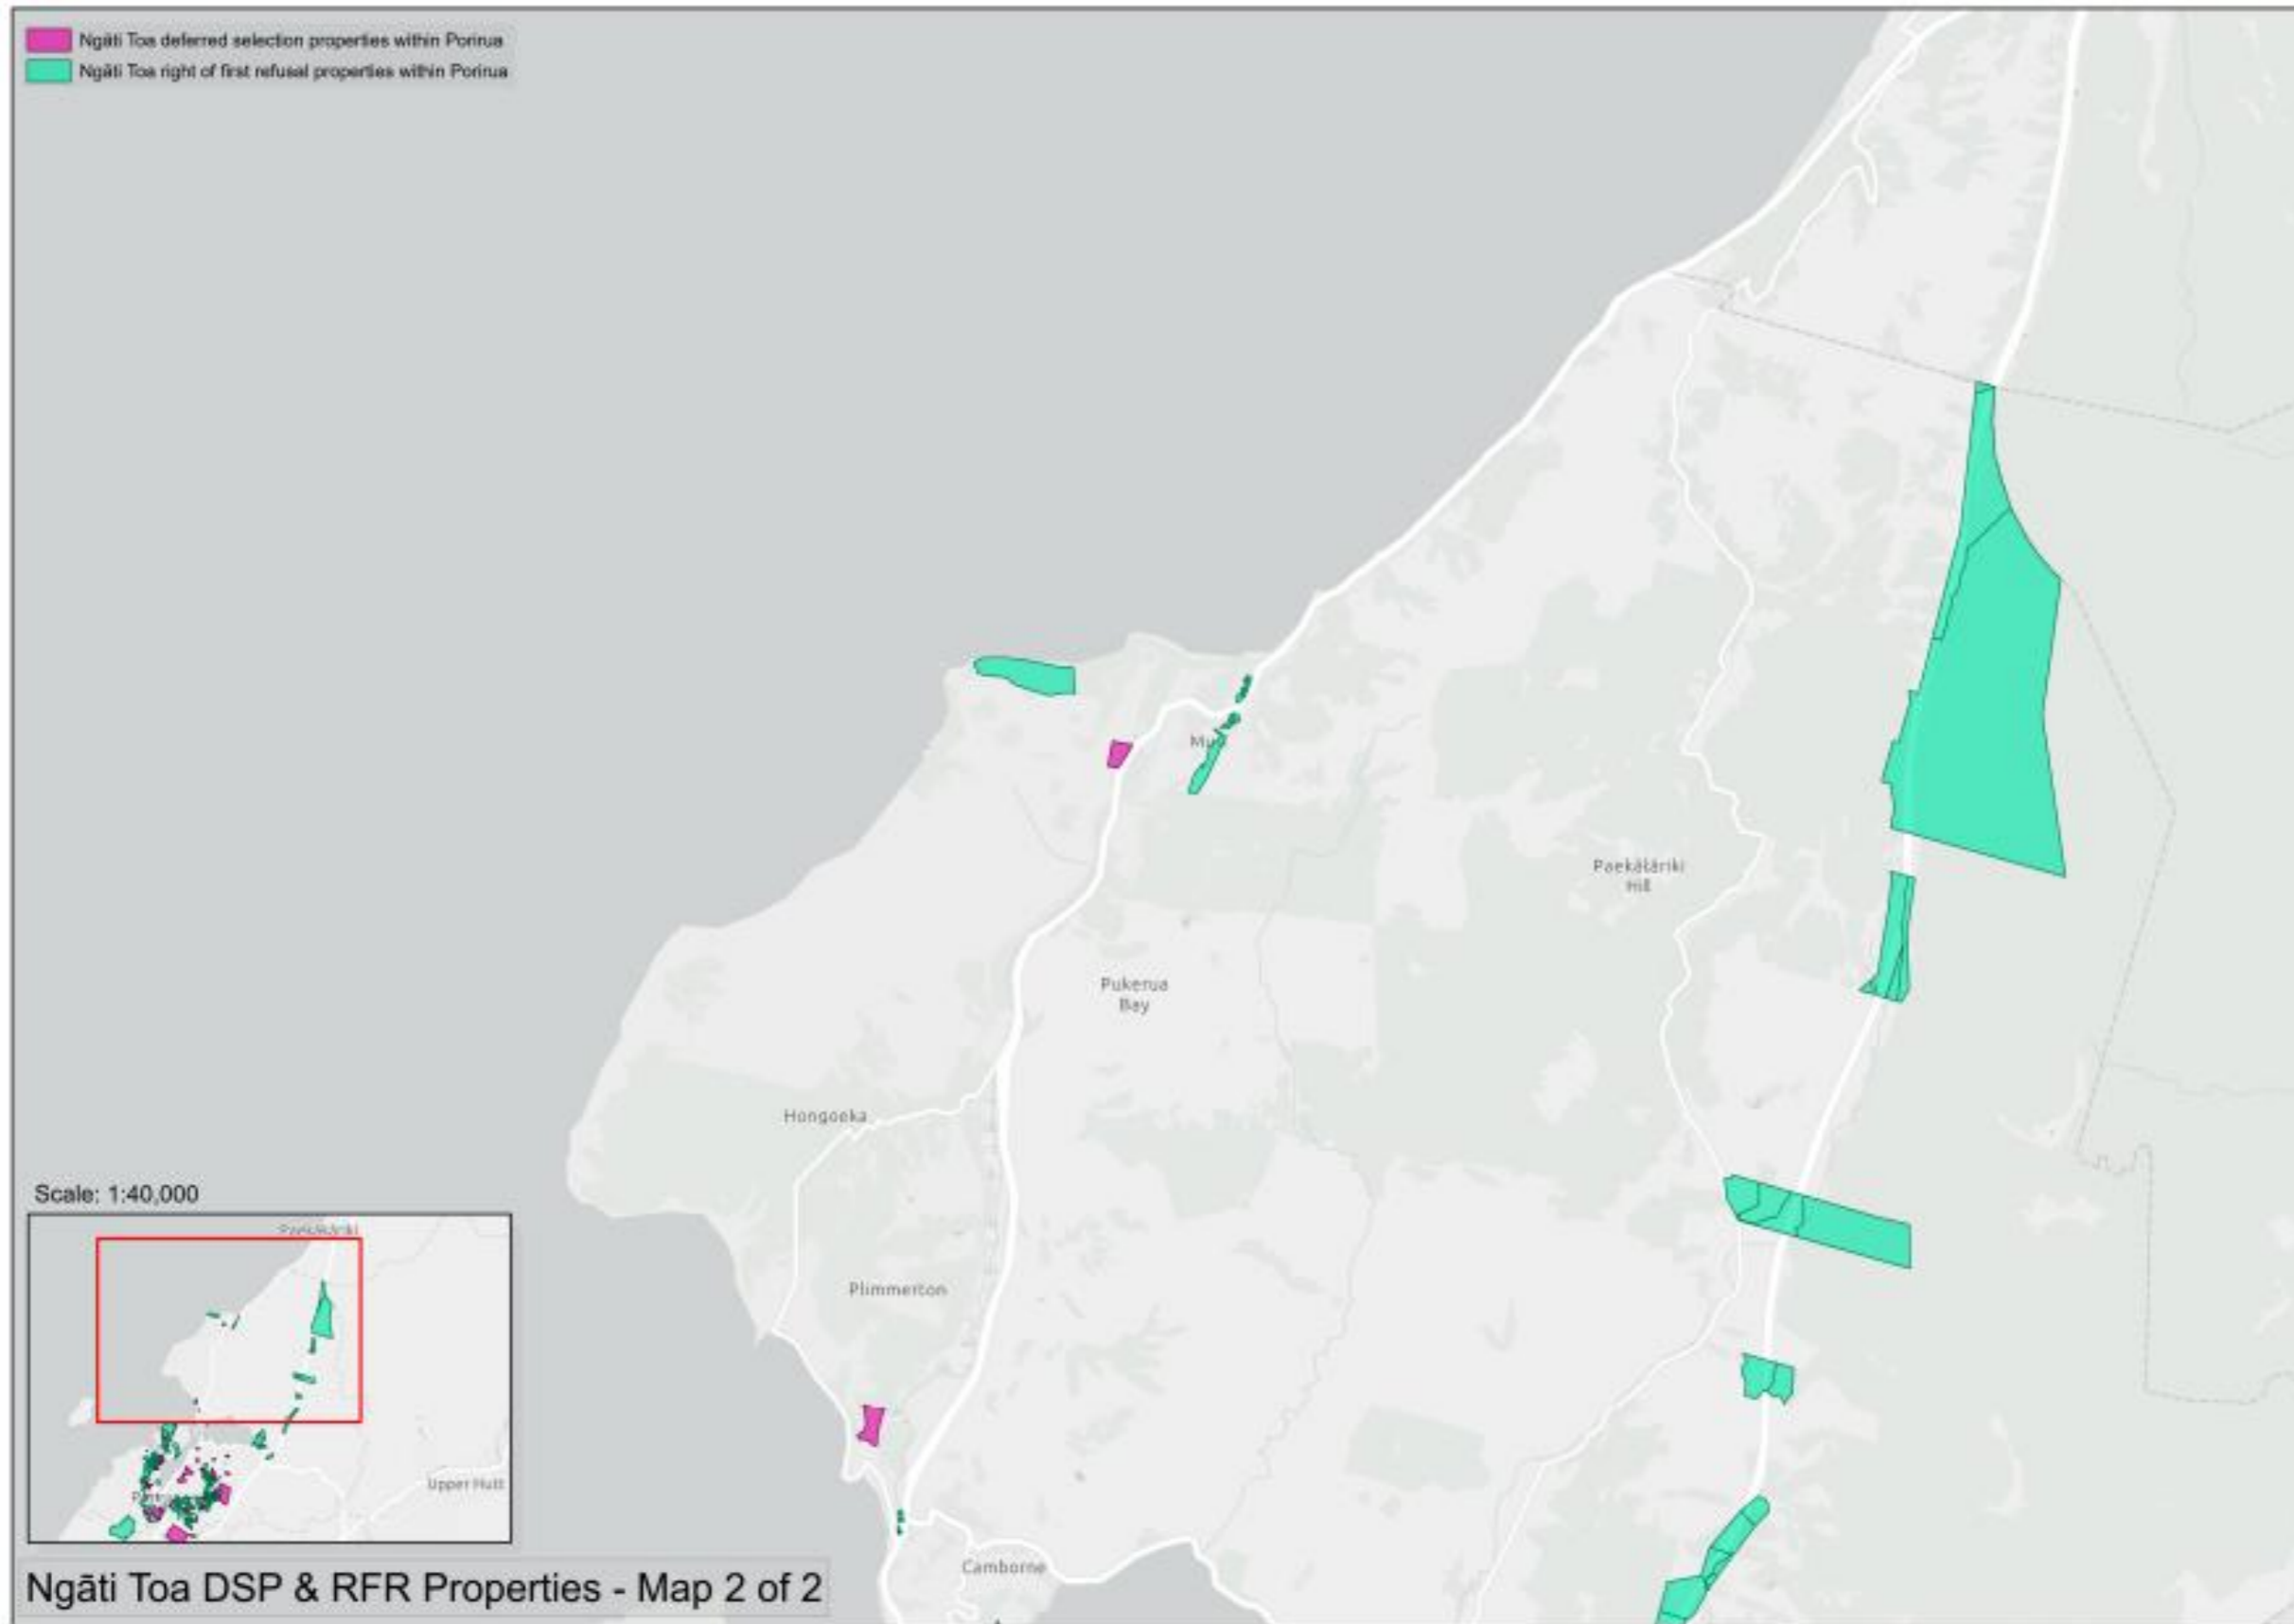 Ngāti Toa deferred selection properties within Porirua
Ngāti Toa right of first refusal properties within Porirua
Paekākāriki
Hill
Pukerua
Bay
Hongoeka
Plimmerton
Scale: 1:40,000
Upper Hutt
Camborne
Ngāti Toa DSP & RFR Properties - Map 2 of 2